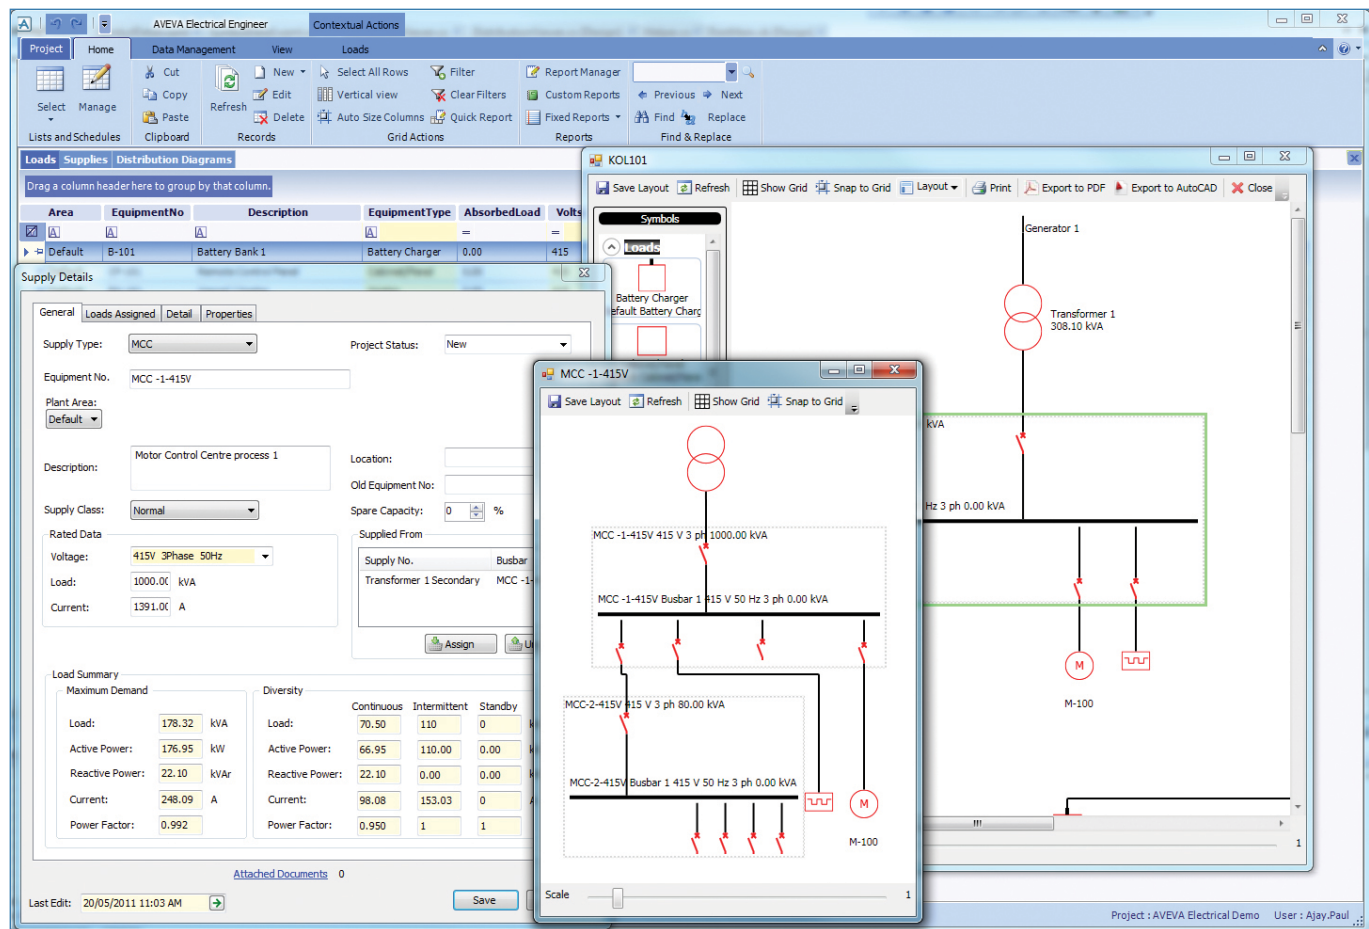 AVEVA Electrical Engineer
Contextual Actions
Project Home Data Management View Loads
Cut
Copy
Paste
Select Manage
Refresh
New
Edit
Delete
Select All Rows
Vertical view
Auto Size Columns
Filter
Clear Filters
Quick Report
Report Manager
Custom Reports
Fixed Reports
Previous Next
Find Replace
Lists and Schedules Clipboard Records Grid Actions Reports Find & Replace
Loads Supplies Distribution Diagrams
Drag a column header here to group by that column.
Area EquipmentNo Description EquipmentType AbsorbedLoad Volts
A A A A = =
Default B-101 Battery Bank 1 Battery Charger 0.00 415
Supply Details
General Loads Assigned Detail Properties
Supply Type: MCC
Project Status: New
Equipment No. MCC -1-415V
Plant Area:
Default
Description: Motor Control Centre process 1
Location:
Old Equipment No:
Supply Class: Normal
Spare Capacity: 0 %
Rated Data
Voltage: 415V 3Phase 50Hz
Load: 1000.00 kVA
Current: 1391.00 A
Supplied From
Supply No. Busbar
Transformer 1 Secondary MCC -1-
Assign
Load Summary
Maximum Demand
Load: 178.32 kVA
Active Power: 176.95 kW
Reactive Power: 22.10 kVAr
Current: 248.09 A
Power Factor: 0.992
Diversity
Continuous Intermittent Standby
Load: 70.50 110 0
Active Power: 66.95 110.00 0.00
Reactive Power: 22.10 0.00 0.00
Current: 98.08 153.03 0
Power Factor: 0.950 1 1
Attached Documents 0
Last Edit: 20/05/2011 11:03 AM
Save
KOL101
Save Layout Refresh Show Grid Snap to Grid Layout Print Export to PDF Export to AutoCAD Close
Symbols
Loads
Battery Charger
efault Battery Charg
Generator 1
Transformer 1
308.10 kVA
kVA
Hz 3 ph 0.00 kVA
M
M-100
1
MCC -1-415V
Save Layout Refresh Show Grid Snap to Grid
MCC -1-415V 415 V 3 ph 1000.00 kVA
MCC -1-415V Busbar 1 415 V 50 Hz 3 ph 0.00 kVA
MCC-2-415V 415 V 3 ph 80.00 kVA
MCC-2-415V Busbar 1 415 V 50 Hz 3 ph 0.00 kVA
M
M-100
Scale 1
Project : AVEVA Electrical Demo User : Ajay.Paul